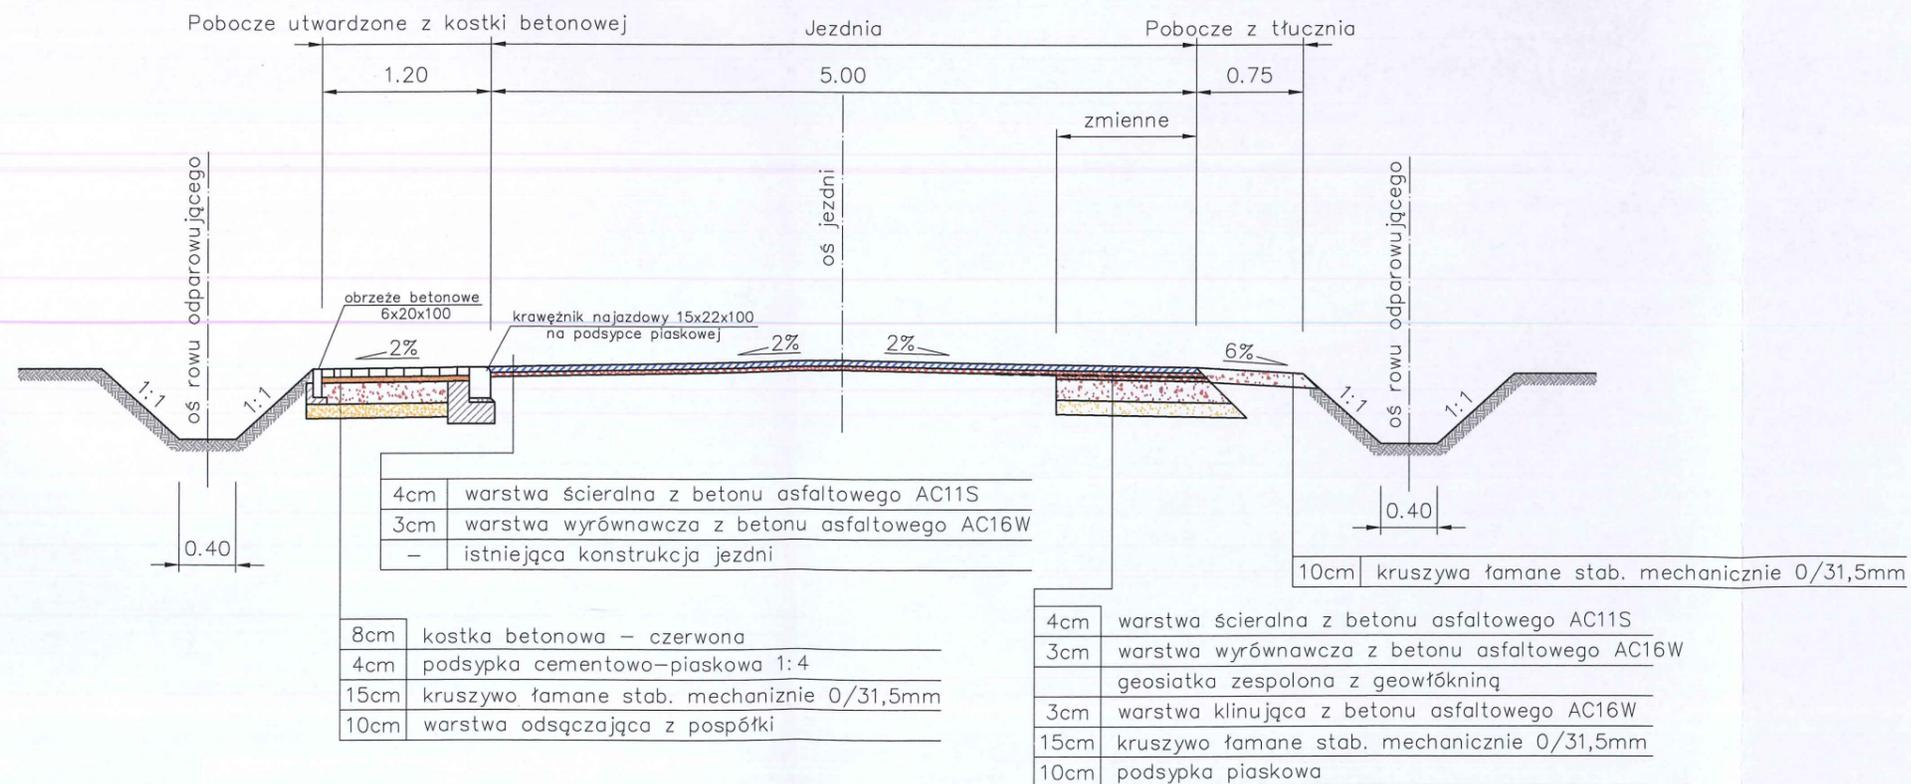 Pobocze utwardzone z kostki betonowej
Jezdnia
Pobocze z tłucznia
1.20
5.00
0.75
zmienne
oś rowu odparowującego
oś jezdni
oś rowu odparowującego
obrzeże betonowe
6x20x100
krawężnik najazdowy 15x22x100
na podsypce piaskowej
2%
2%
2%
6%
1:1
1:1
1:1
1:1
0.40
0.40
4cm warstwa ścieralna z betonu asfaltowego AC11S
3cm warstwa wyrównawcza z betonu asfaltowego AC16W
– istniejąca konstrukcja jezdni
10cm kruszywa łamane stab. mechanicznie 0/31,5mm
8cm kostka betonowa – czerwona
4cm podsypka cementowo–piaskowa 1:4
15cm kruszywo łamane stab. mechaniznie 0/31,5mm
10cm warstwa odsączająca z pospółki
4cm warstwa ścieralna z betonu asfaltowego AC11S
3cm warstwa wyrównawcza z betonu asfaltowego AC16W
geosiatka zespolona z geowłókniną
3cm warstwa klinująca z betonu asfaltowego AC16W
15cm kruszywo łamane stab. mechanicznie 0/31,5mm
10cm podsypka piaskowa